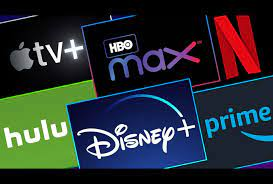 tv+
HBO
max
N
hulu
Disney+
prime